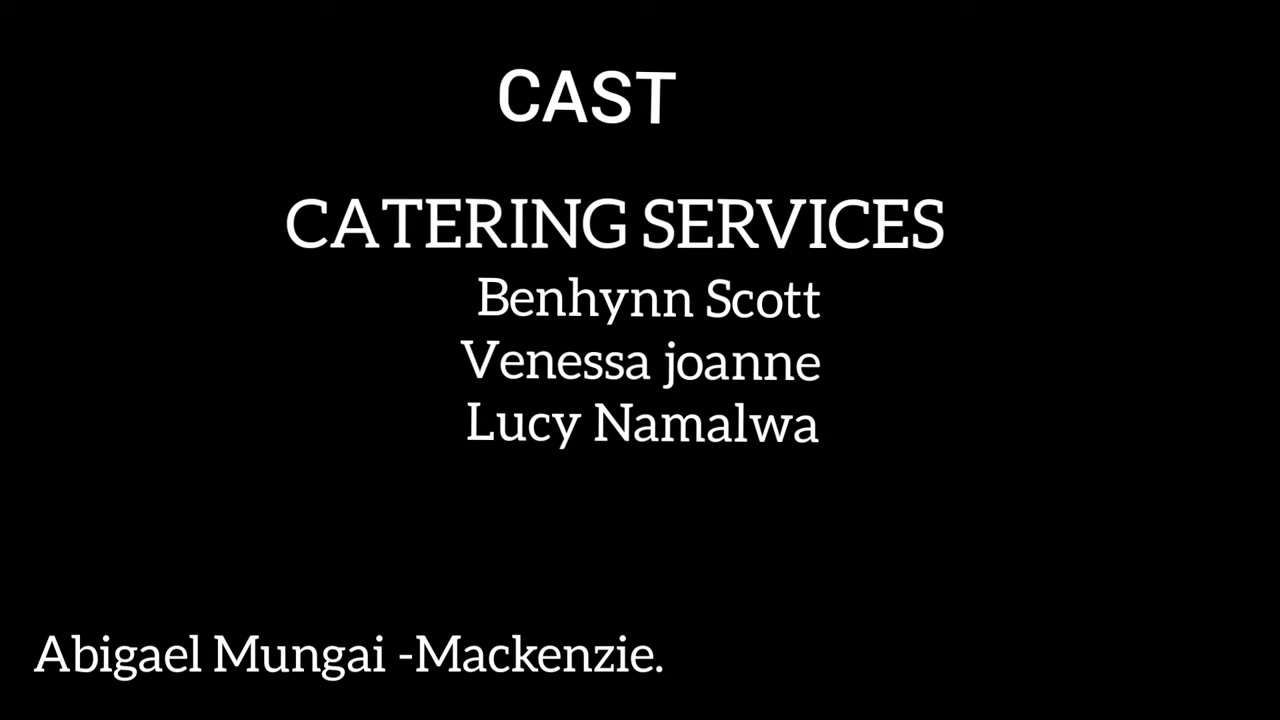 CAST
CATERING SERVICES
Benhynn Scott
Venessa joanne
Lucy Namalwa
Abigael Mungai -Mackenzie.